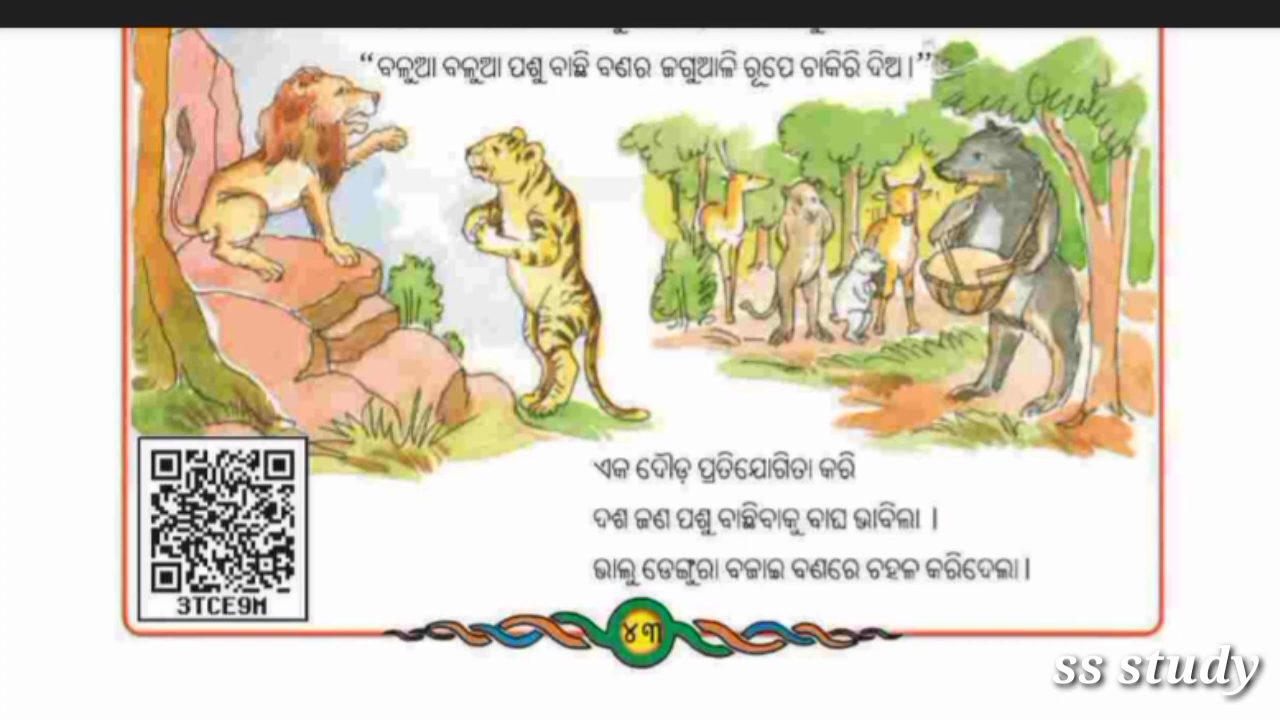 “ବଳୁଆ ବଳୁଆ ପଶୁ ବାଛି ବଣର ଜଗୁଆଳି ରୂପେ ଚାକିରି ଦିଅ।”
ଏକ ଦୌଡ଼ ପ୍ରତିଯୋଗିତା କରି
ଦଶ ଜଣ ପଶୁ ବାଛିବାକୁ ବାଘ ଭାବିଲା ।
ଭାଲୁ ଡେଙ୍ଗୁରା ବଜାଇ ବଣରେ ଚହଳ କରିଦେଲା।
3TCE9M
୪୩
ss study